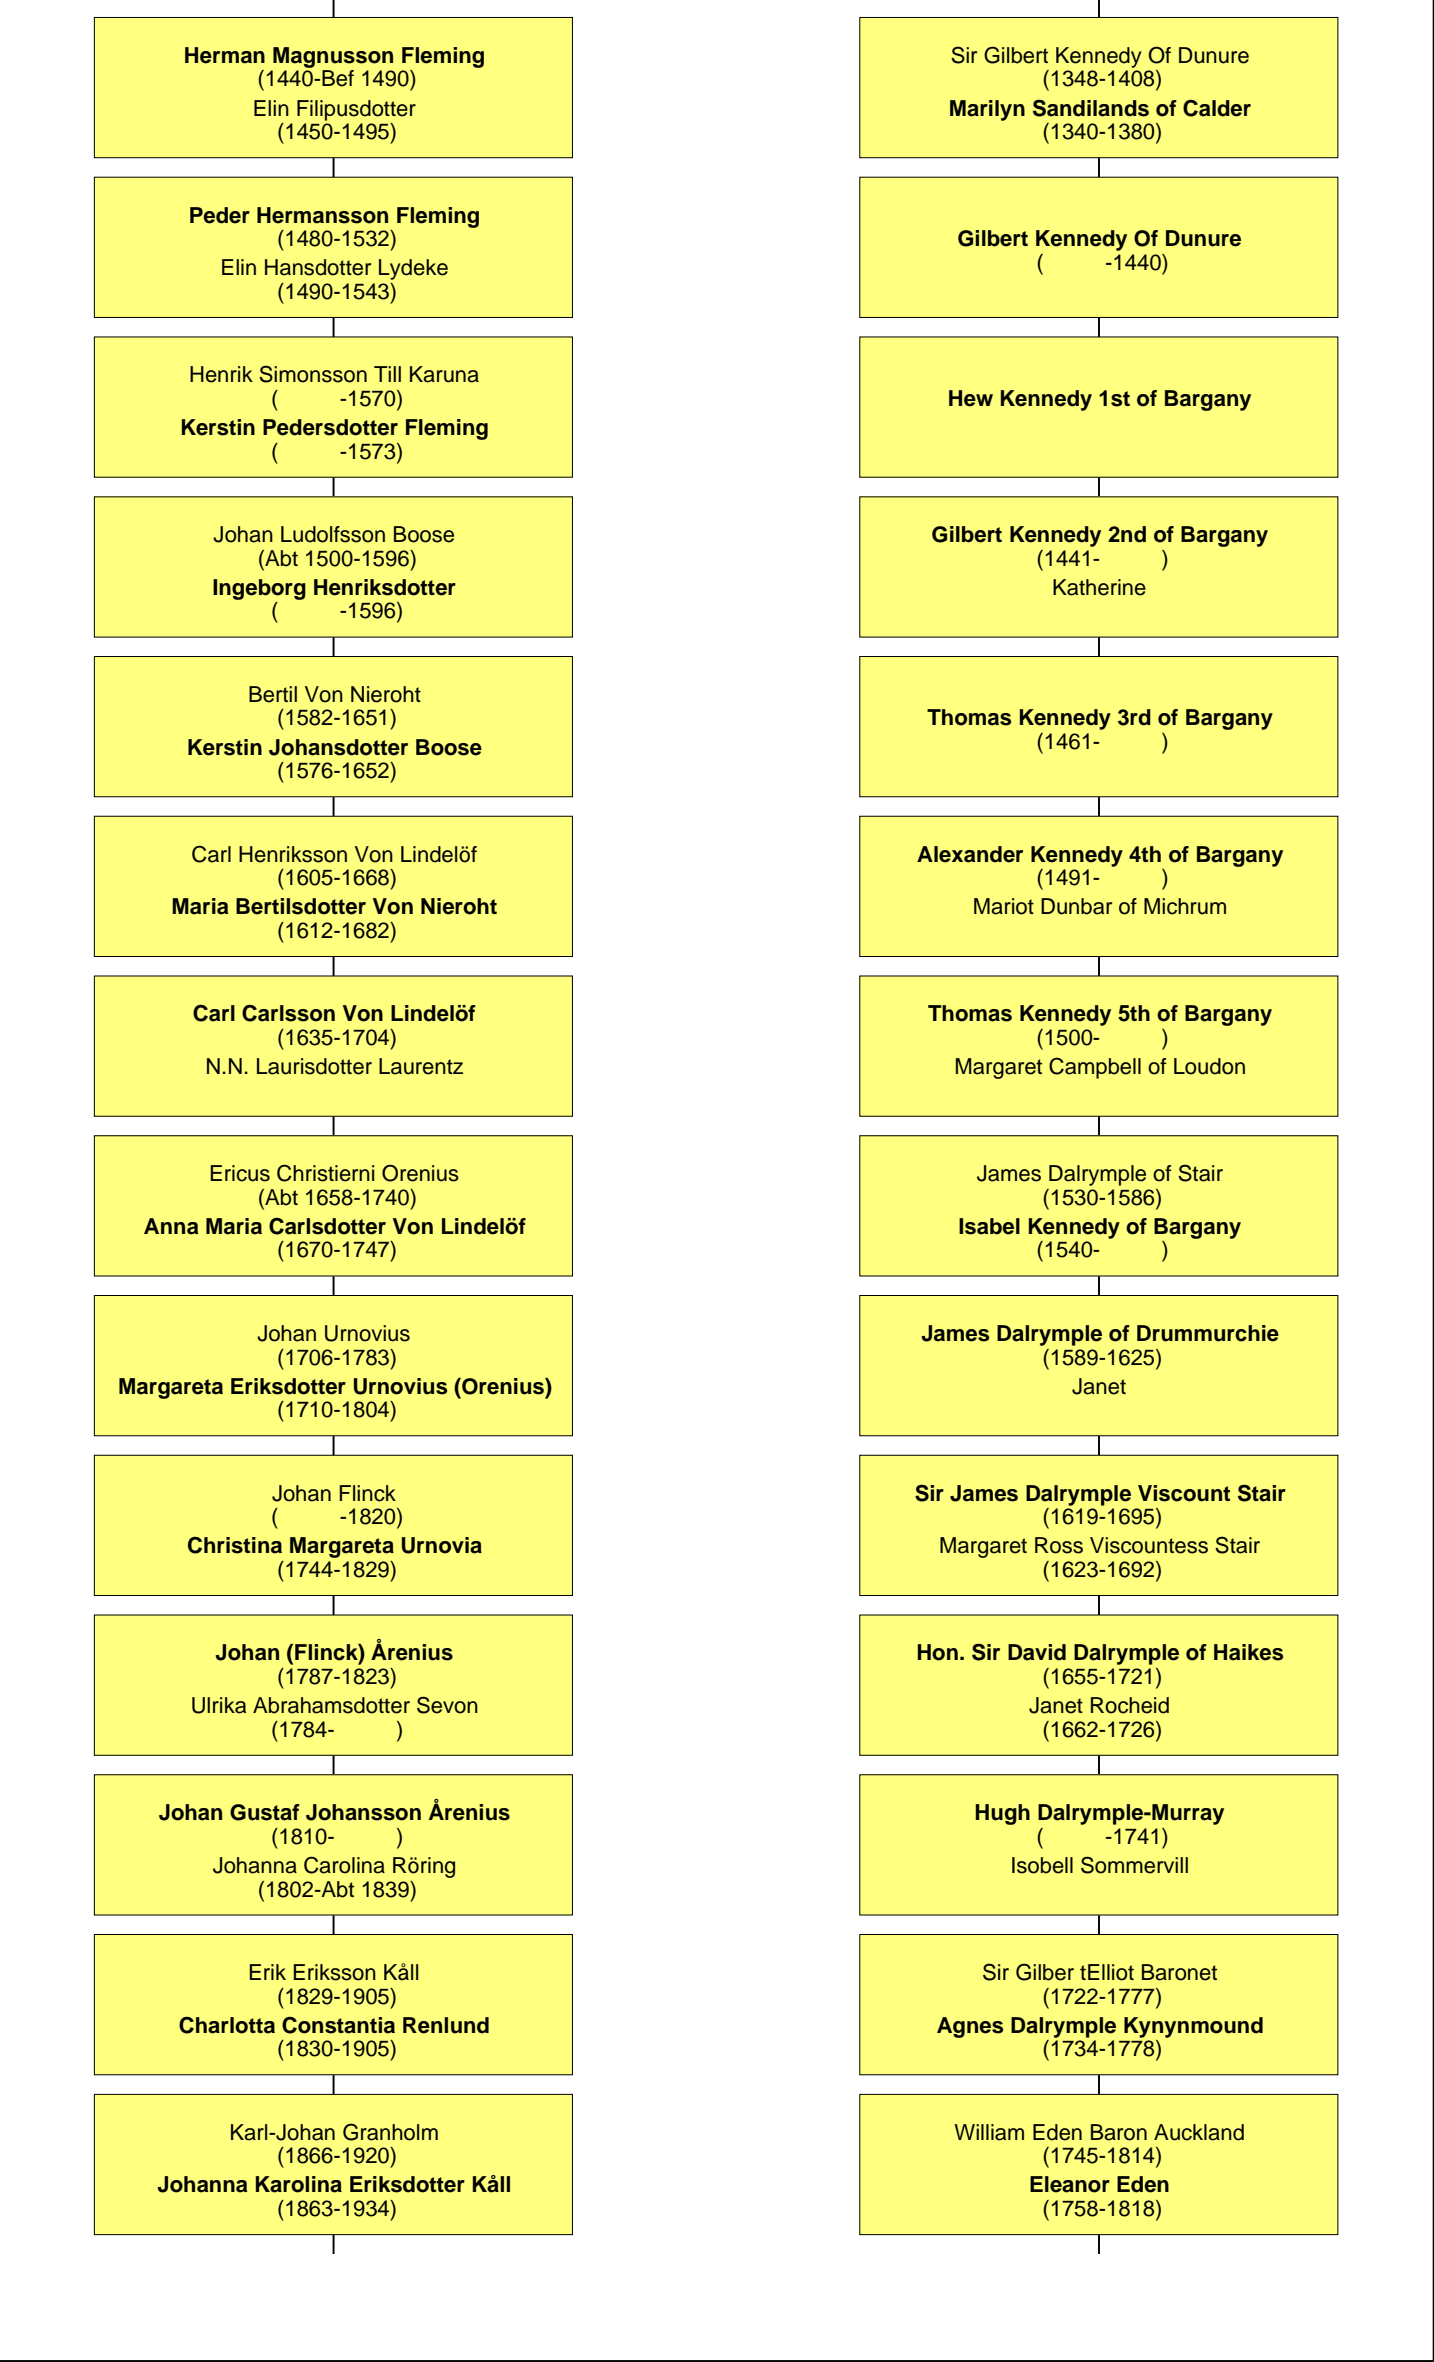 Herman Magnusson Fleming
(1440-Bef 1490)
Elin Filipusdotter
(1450-1495)
Peder Hermansson Fleming
(1480-1532)
Elin Hansdotter Lydeke
(1490-1543)
Henrik Simonsson Till Karuna
( -1570)
Kerstin Pedersdotter Fleming
( -1573)
Johan Ludolfsson Boose
(Abt 1500-1596)
Ingeborg Henriksdotter
( -1596)
Bertil Von Nieroht
(1582-1651)
Kerstin Johansdotter Boose
(1576-1652)
Carl Henriksson Von Lindelöf
(1605-1668)
Maria Bertilsdotter Von Nieroht
(1612-1682)
Carl Carlsson Von Lindelöf
(1635-1704)
N.N. Laurisdotter Laurentz
Ericus Christierni Orenius
(Abt 1658-1740)
Anna Maria Carlsdotter Von Lindelöf
(1670-1747)
Johan Urnovius
(1706-1783)
Margareta Eriksdotter Urnovius (Orenius)
(1710-1804)
Johan Flinck
( -1820)
Christina Margareta Urnovia
(1744-1829)
Johan (Flinck) Årenius
(1787-1823)
Ulrika Abrahamsdotter Sevon
(1784- )
Johan Gustaf Johansson Årenius
(1810- )
Johanna Carolina Röring
(1802-Abt 1839)
Erik Eriksson Kåll
(1829-1905)
Charlotta Constantia Renlund
(1830-1905)
Karl-Johan Granholm
(1866-1920)
Johanna Karolina Eriksdotter Kåll
(1863-1934)
Sir Gilbert Kennedy Of Dunure
(1348-1408)
Marilyn Sandilands of Calder
(1340-1380)
Gilbert Kennedy Of Dunure
( -1440)
Hew Kennedy 1st of Bargany
Gilbert Kennedy 2nd of Bargany
(1441- )
Katherine
Thomas Kennedy 3rd of Bargany
(1461- )
Alexander Kennedy 4th of Bargany
(1491- )
Mariot Dunbar of Michrum
Thomas Kennedy 5th of Bargany
(1500- )
Margaret Campbell of Loudon
James Dalrymple of Stair
(1530-1586)
Isabel Kennedy of Bargany
(1540- )
James Dalrymple of Drummurchie
(1589-1625)
Janet
Sir James Dalrymple Viscount Stair
(1619-1695)
Margaret Ross Viscountess Stair
(1623-1692)
Hon. Sir David Dalrymple of Haikes
(1655-1721)
Janet Rocheid
(1662-1726)
Hugh Dalrymple-Murray
( -1741)
Isobell Sommervill
Sir Gilber tElliot Baronet
(1722-1777)
Agnes Dalrymple Kynynmound
(1734-1778)
William Eden Baron Auckland
(1745-1814)
Eleanor Eden
(1758-1818)